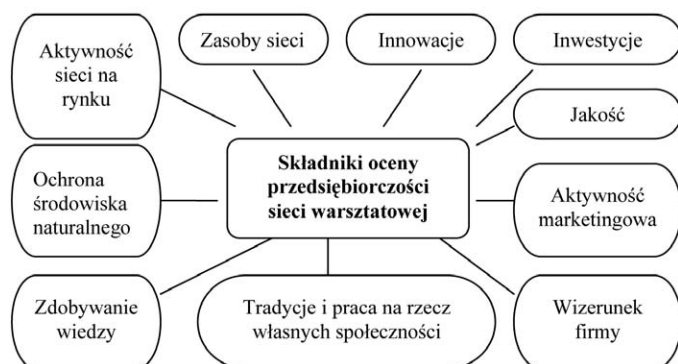 Aktywność
sieci na
rynku
Zasoby sieci
Innowacje
Inwestycje
Jakość
Składniki oceny
przedsiębiorczości
sieci warsztatowej
Ochrona
środowiska
naturalnego
Aktywność
marketingowa
Zdobywanie
wiedzy
Tradycje i praca na rzecz
własnych społeczności
Wizerunek
firmy